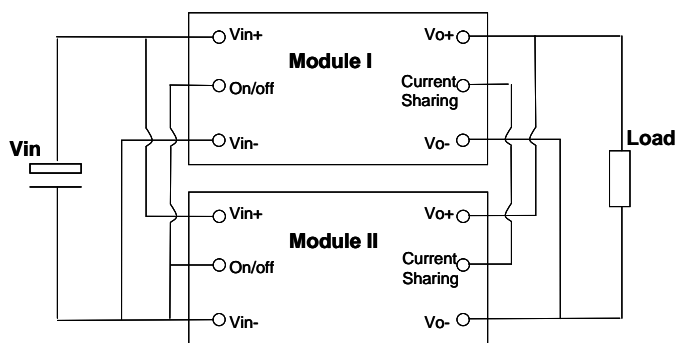 Vin+
Vo+
Module I
On/off
Current
Sharing
Vin-
Vo-
Vin
Load
Vin+
Vo+
Module II
On/off
Current
Sharing
Vin-
Vo-